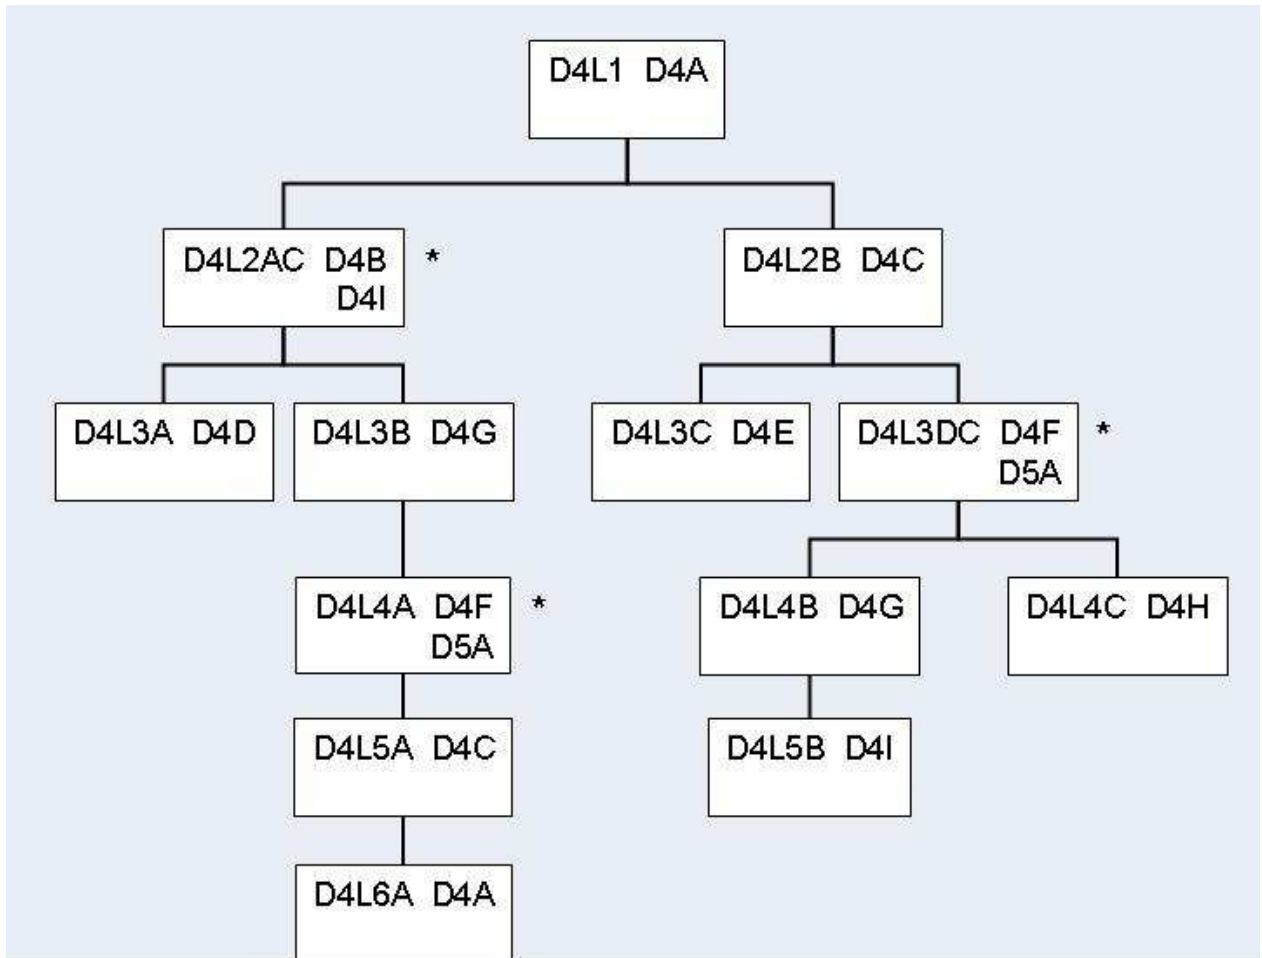 D4L1 D4A
D4L2AC D4B *
D4I
D4L2B D4C
D4L3A D4D
D4L3B D4G
D4L3C D4E
D4L3DC D4F *
D5A
D4L4A D4F *
D5A
D4L4B D4G
D4L4C D4H
D4L5A D4C
D4L5B D4I
D4L6A D4A